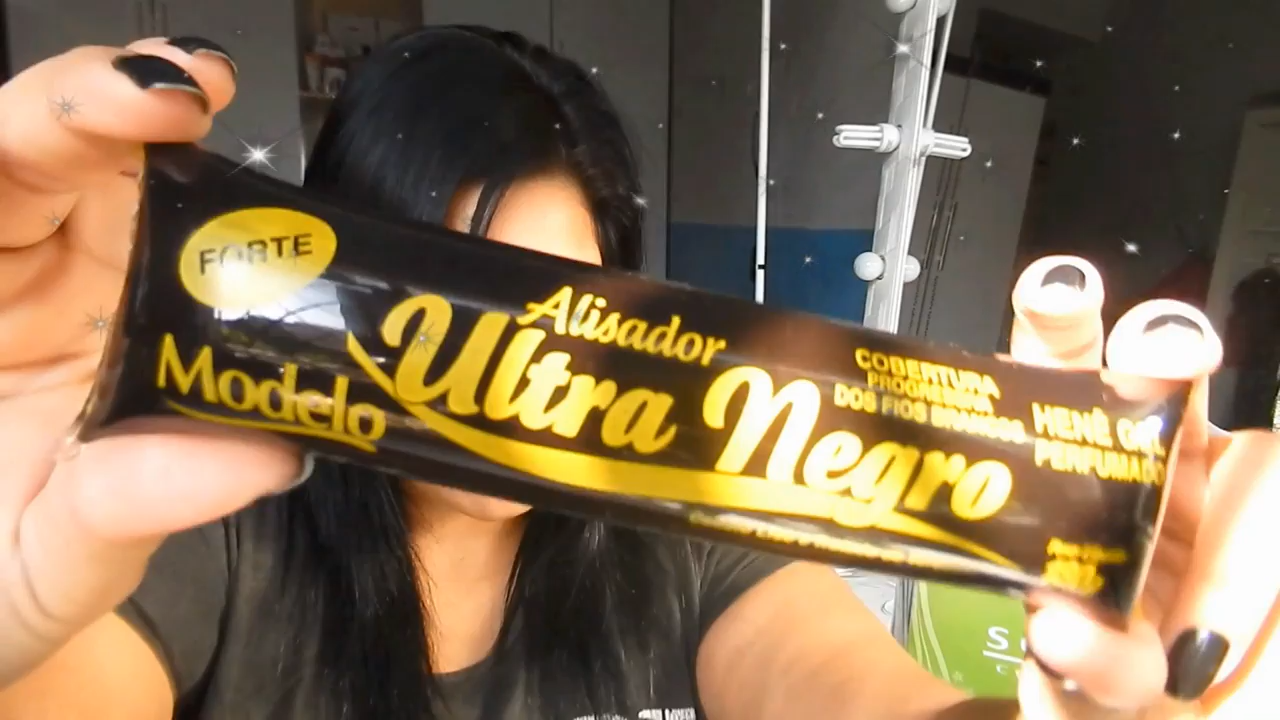 FORTE
Modelo
Alisador
Ultra Negro
COBERTURA
PROGRESSIVA
DOS FIOS BRANCOS
HENÊ GEL
PERFUMADO